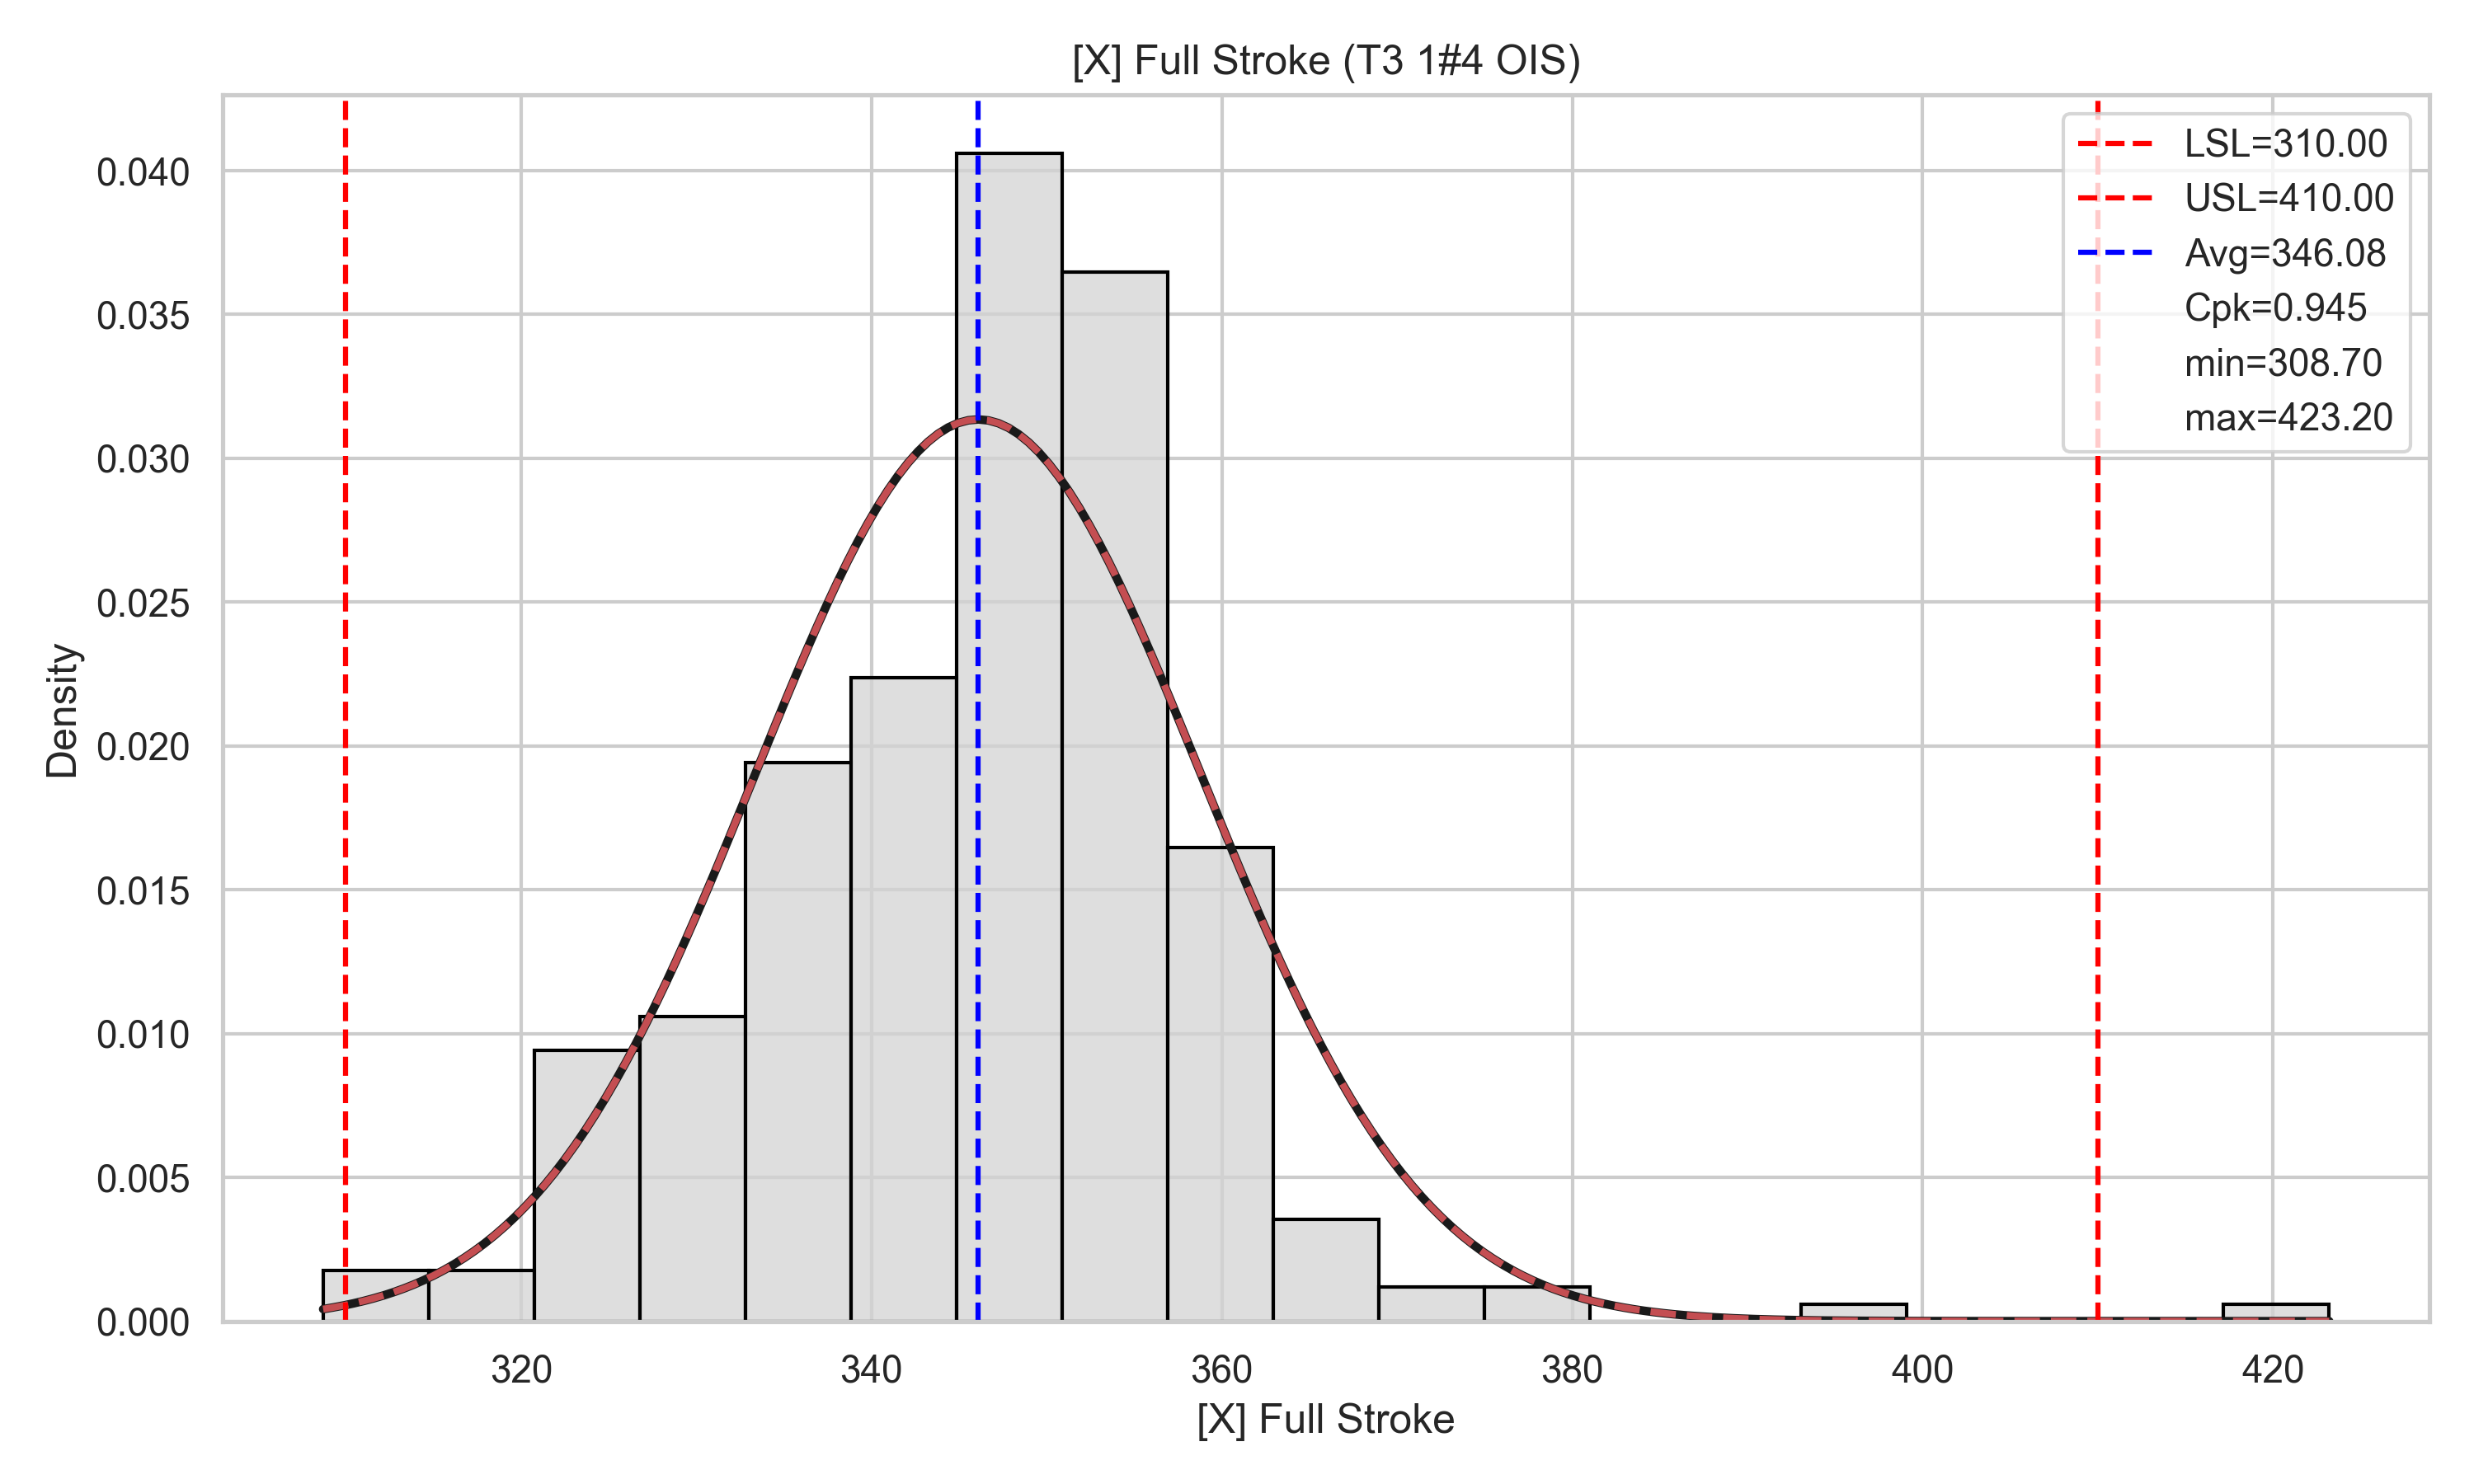 [X] Full Stroke (T3 1#4 OIS)
LSL=310.00
USL=410.00
Avg=346.08
Cpk=0.945
min=308.70
max=423.20
0.040
0.035
0.030
0.025
0.020
0.015
0.010
0.005
0.000
Density
320 340 360 380 400 420
[X] Full Stroke